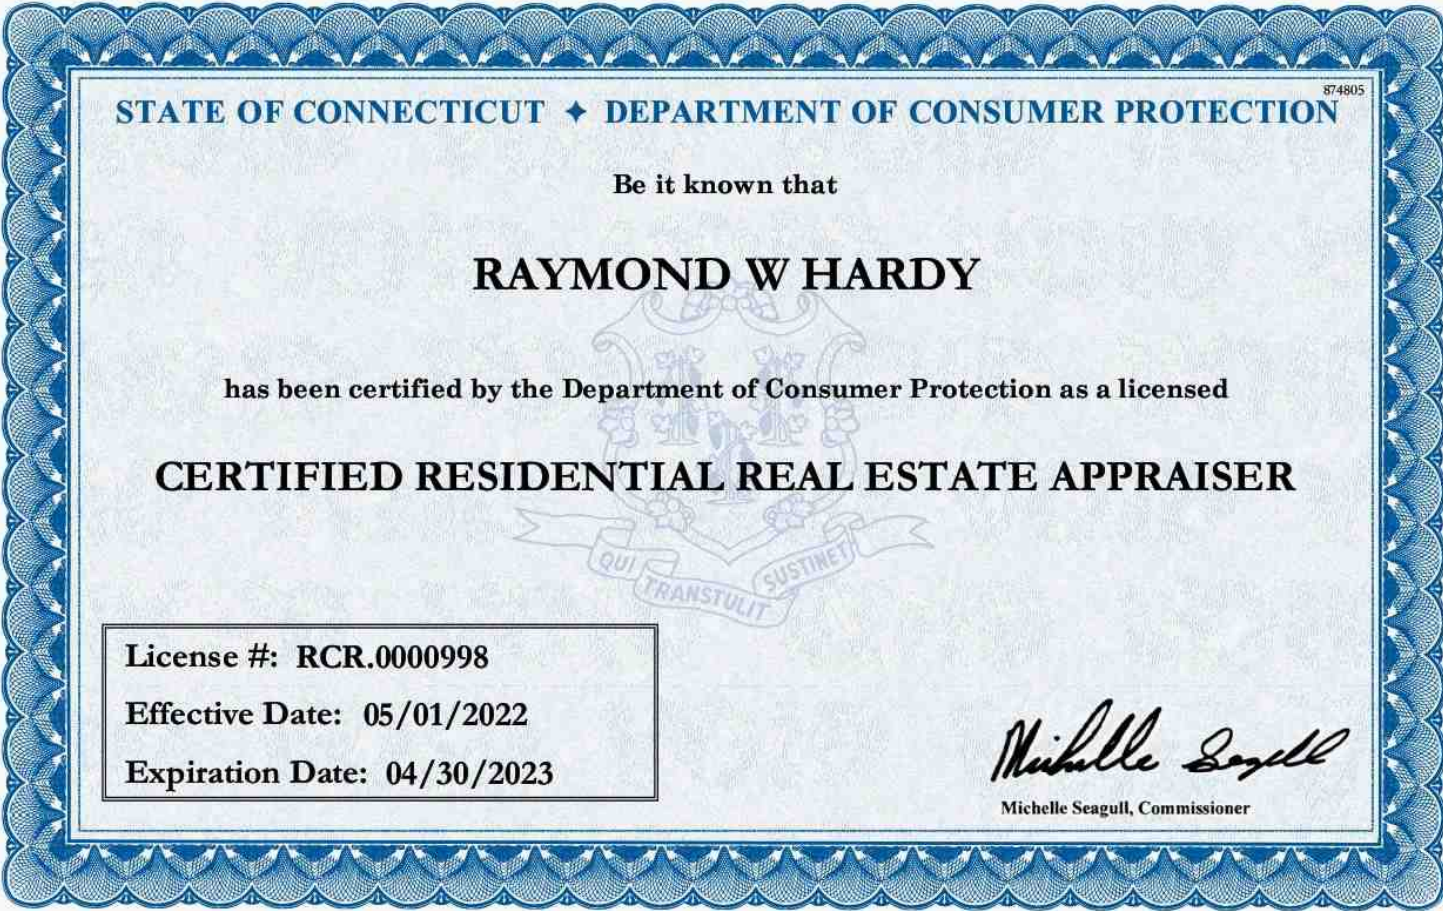 874805
STATE OF CONNECTICUT ✦ DEPARTMENT OF CONSUMER PROTECTION
Be it known that
RAYMOND W HARDY
has been certified by the Department of Consumer Protection as a licensed
CERTIFIED RESIDENTIAL REAL ESTATE APPRAISER
QUI TRANSTULIT SUSTINET
License #: RCR.0000998
Effective Date: 05/01/2022
Expiration Date: 04/30/2023
Michelle Seagull
Michelle Seagull, Commissioner